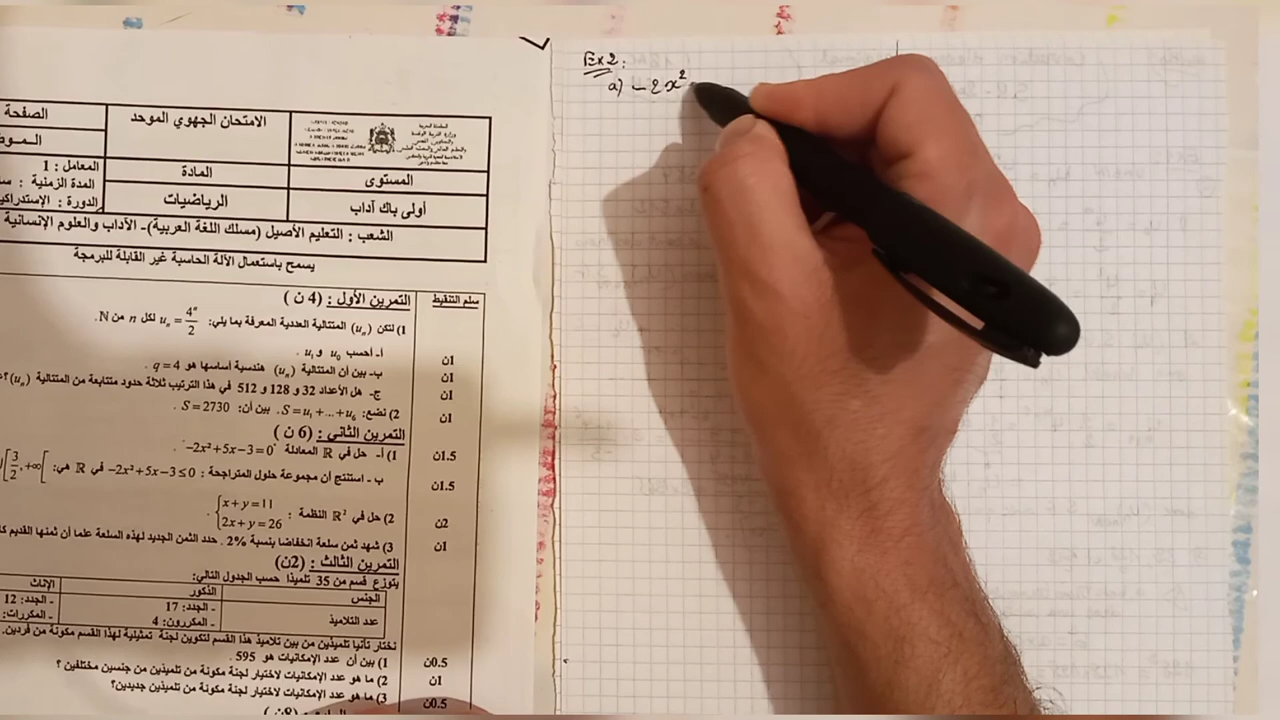 Ex2:
a) -2x²
الصفحة
الامتحان الجهوي الموحد
المعامل : 1
المادة
المستوى
الرياضيات
أولى باك آداب
الشعب : التعليم الأصيل (مسلك اللغة العربية)- الآداب والعلوم الإنسانية
يسمح باستعمال الآلة الحاسبة غير القابلة للبرمجة
سلم التنقيط
التمرين الأول : (4 ن)
1) لتكن (uₙ) المتتالية العددية المعرفة بما يلي: uₙ = 4ⁿ/2 لكل n من ℕ.
1ن أ- أحسب u₀ و u₁ .
1ن ب- بين أن المتتالية (uₙ) هندسية أساسها هو q=4 .
1ن ج- هل الأعداد 32 و 128 و 512 في هذا الترتيب ثلاثة حدود متتابعة من المتتالية (uₙ)؟
1ن 2) نضع: S=u₁+...+u₆. بين أن: S=2730 .
التمرين الثاني : (6 ن)
1.5ن 1) أ- حل في ℝ المعادلة -2x²+5x-3=0 .
1.5ن ب - استنتج أن مجموعة حلول المتراجحة : -2x²+5x-3≤0 في ℝ هي: [3/2,+∞[
2ن 2) حل في ℝ² النظمة : {x+y=11 2x+y=26 .
1ن 3) شهد ثمن سلعة انخفاضا بنسبة 2% . حدد الثمن الجديد لهذه السلعة علما أن ثمنها القديم
التمرين الثالث : (2ن)
يتوزع قسم من 35 تلميذا حسب الجدول التالي:
الجنس الذكور الإناث
عدد التلاميذ - الجدد: 17 - الجدد: 12
- المكررون: 4 - المكررات:
نختار تأنيا تلميذين من بين تلاميذ هذا القسم لتكوين لجنة تمثيلية لهذا القسم مكونة من فردين.
0.5ن 1) بين أن عدد الإمكانيات هو 595 .
1ن 2) ما هو عدد الإمكانيات لاختيار لجنة مكونة من تلميذين من جنسين مختلفين ؟
0.5ن 3) ما هو عدد الإمكانيات لاختيار لجنة مكونة من تلميذين جديدين؟